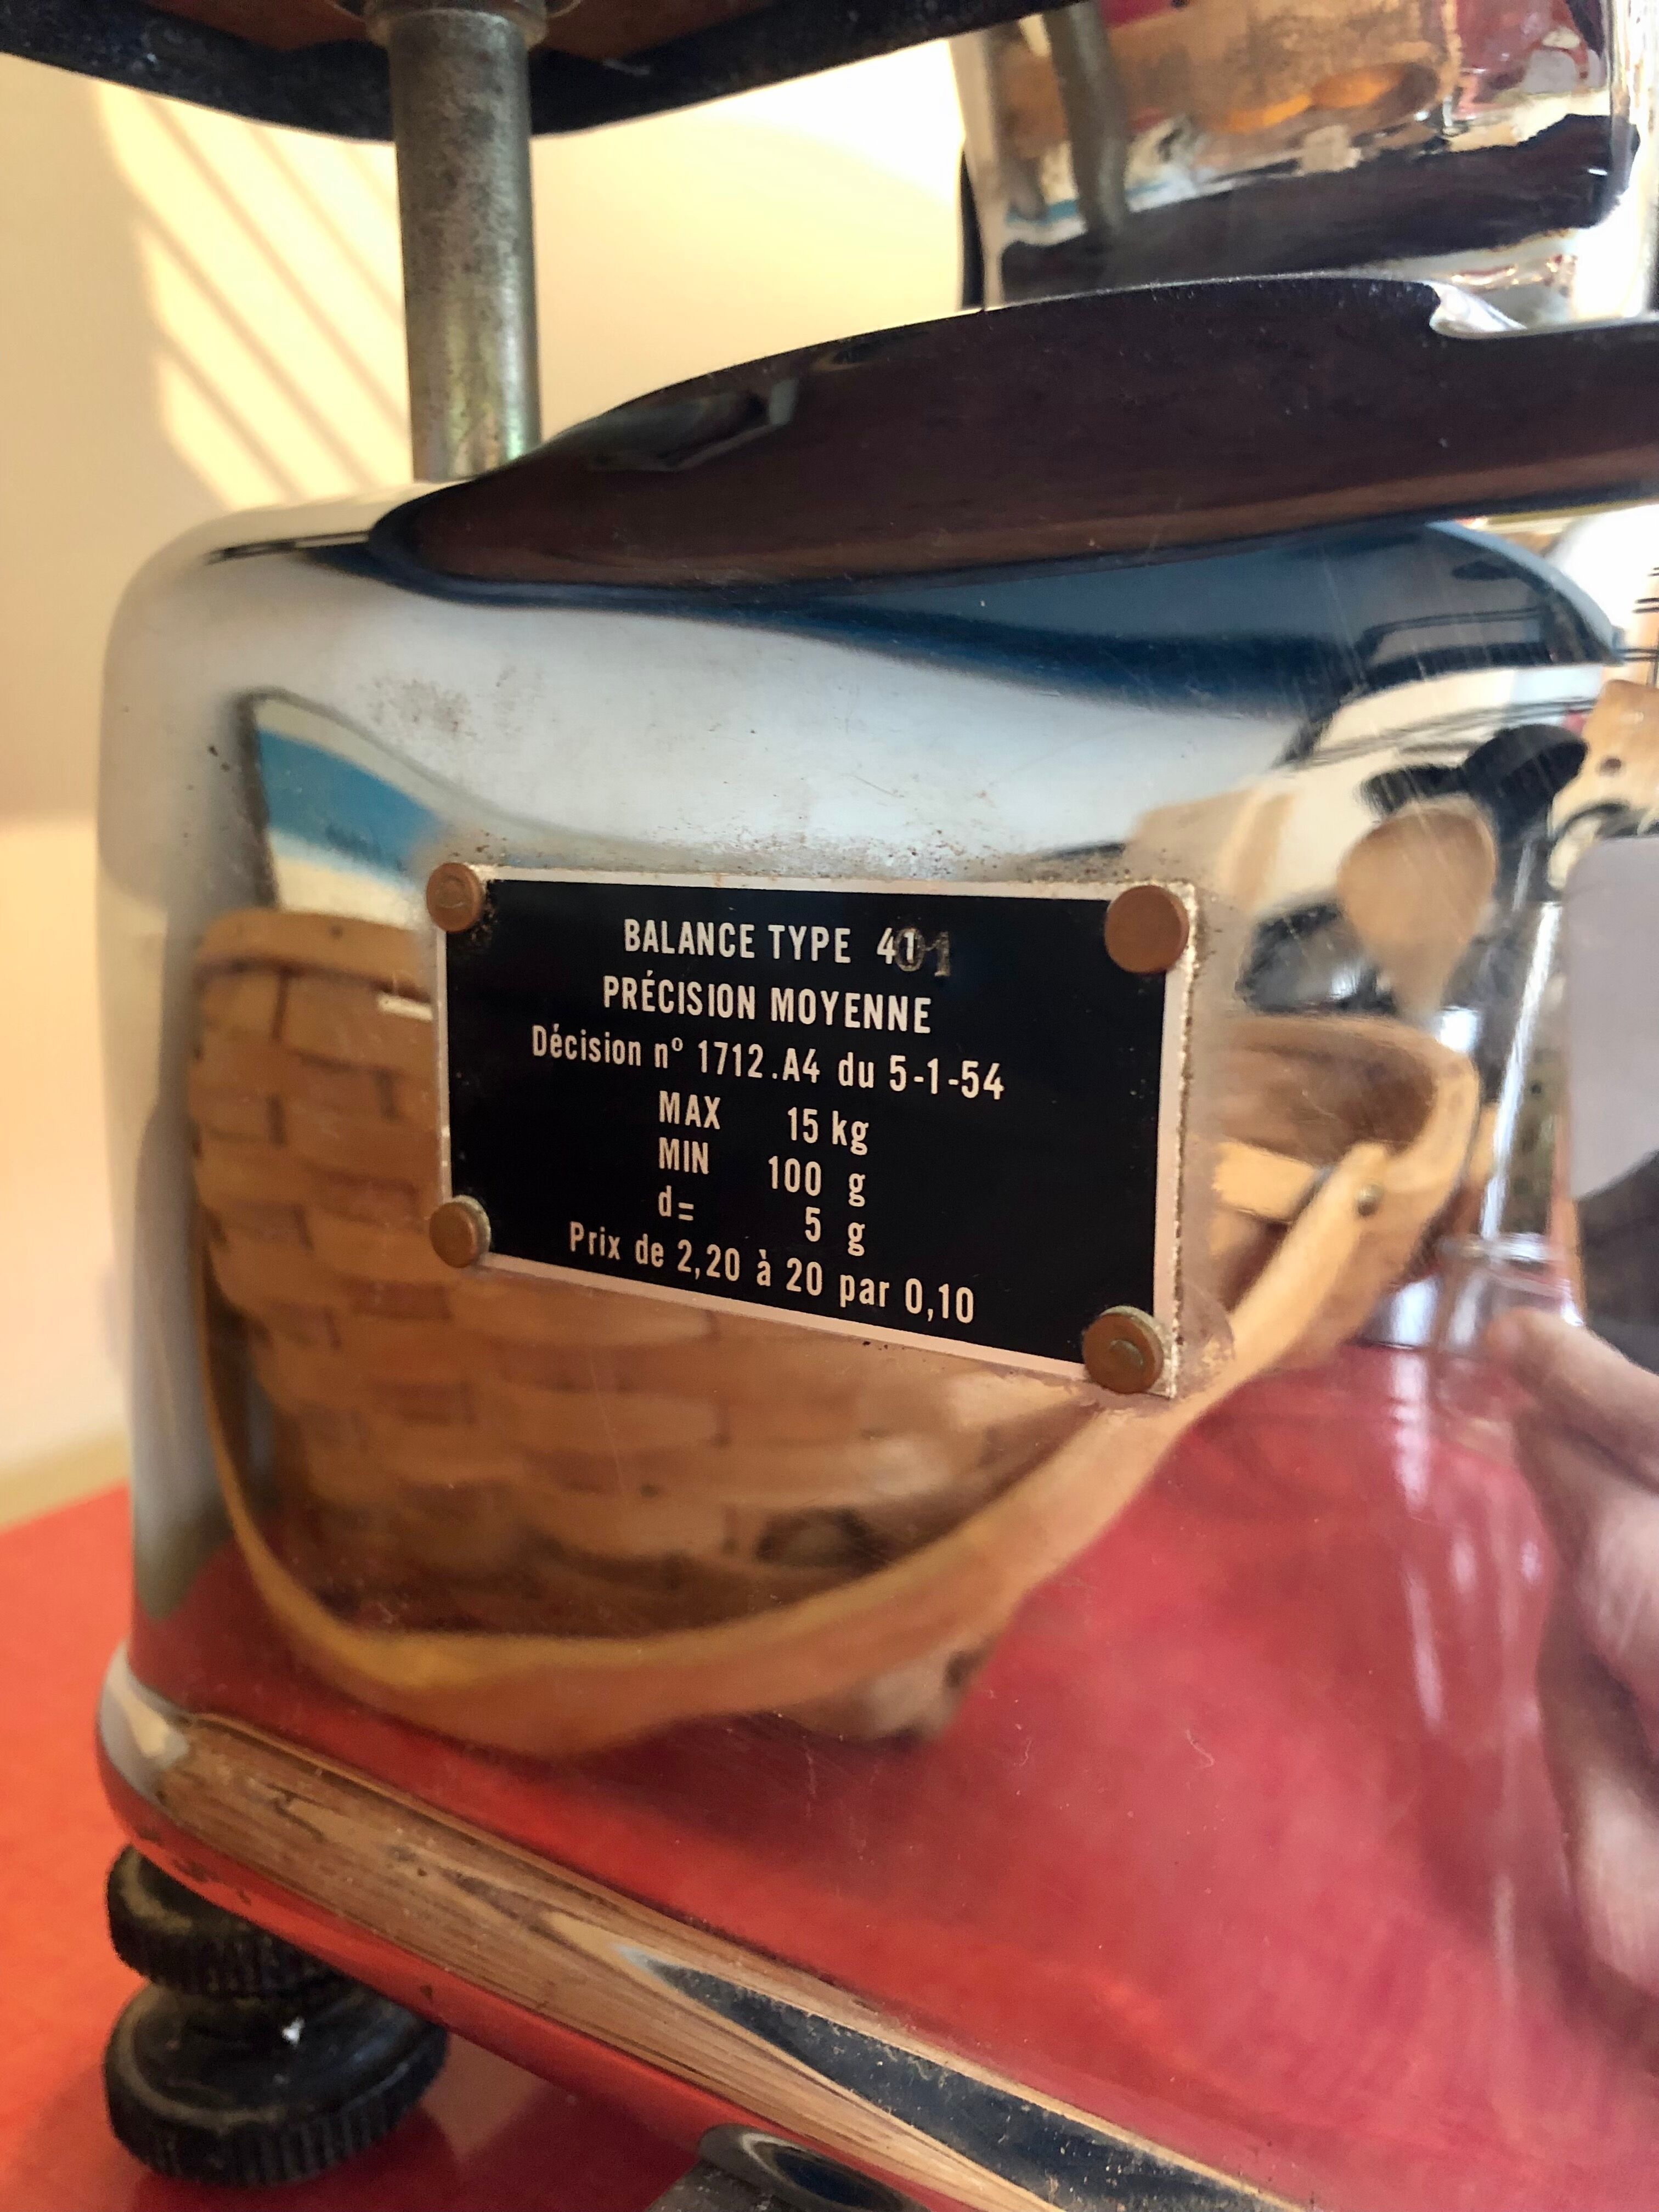 BALANCE TYPE 401
PRÉCISION MOYENNE
Décision nº 1712.A4 du 5-1-54
MAX 15 kg
MIN 100 g
d= 5 g
Prix de 2,20 à 20 par 0,10